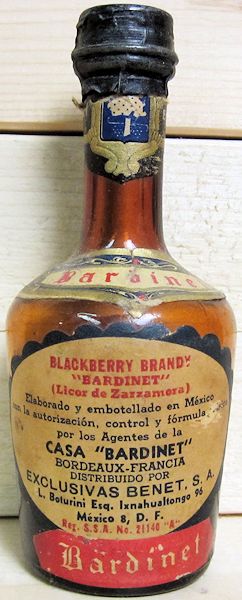 Bardinet
BLACKBERRY BRANDY
"BARDINET"
(Licor de Zarzamora)
Elaborado y embotellado en México
con la autorización, control y fórmula
por los Agentes de la
CASA "BARDINET"
BORDEAUX-FRANCIA
DISTRIBUIDO POR
EXCLUSIVAS BENET, S. A.
L. Boturini Esq. Ixnahualtongo 96
México 8, D. F.
Reg. S.S.A. No. 21140 "A"
Bardinet